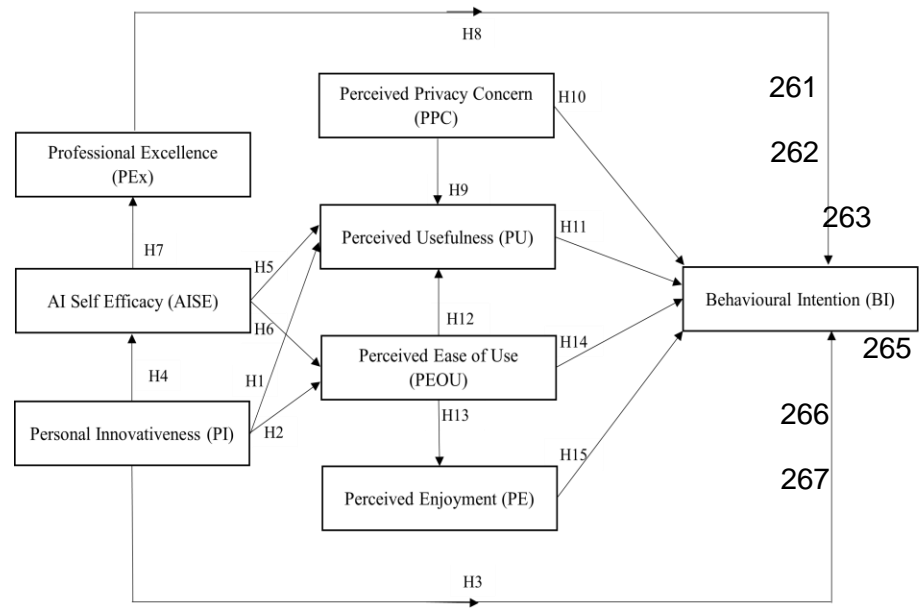 H8
261
Perceived Privacy Concern
(PPC)
H10
262
Professional Excellence
(PEx)
H9
263
Perceived Usefulness (PU)
H11
H7
H5
AI Self Efficacy (AISE)
Behavioural Intention (BI)
H6
H12
H14
265
Perceived Ease of Use
(PEOU)
H4
H1
H13
266
Personal Innovativeness (PI)
H2
H15
267
Perceived Enjoyment (PE)
H3